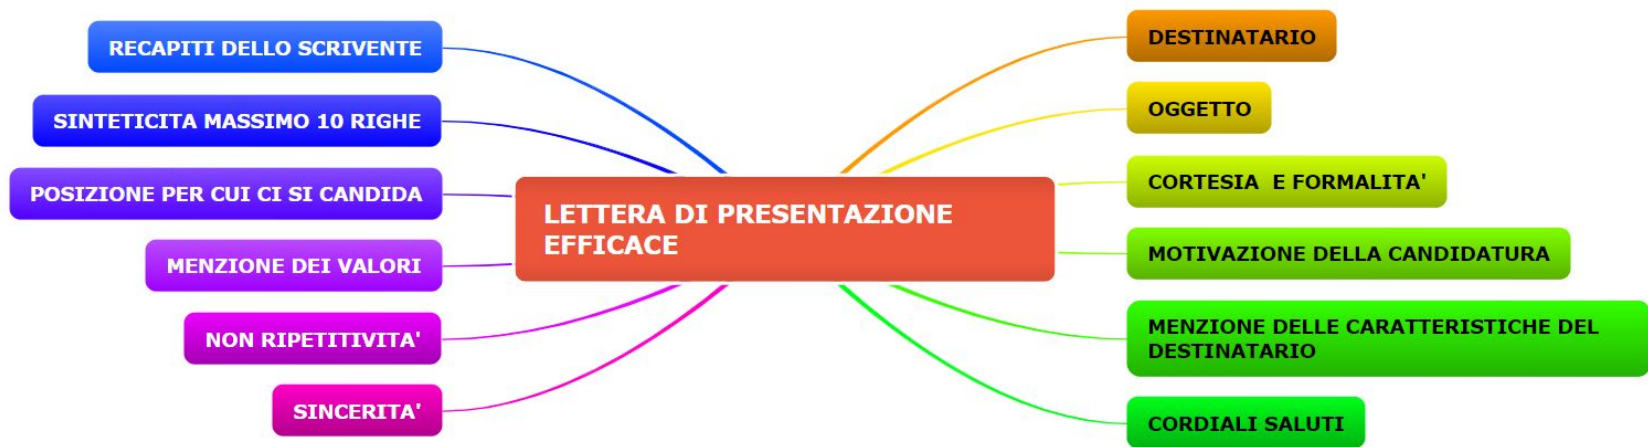 LETTERA DI PRESENTAZIONE
EFFICACE
DESTINATARIO
OGGETTO
CORTESIA  E FORMALITA'
MOTIVAZIONE DELLA CANDIDATURA
MENZIONE DELLE CARATTERISTICHE DEL
DESTINATARIO
CORDIALI SALUTI
RECAPITI DELLO SCRIVENTE
SINTETICITA MASSIMO 10 RIGHE
POSIZIONE PER CUI CI SI CANDIDA
MENZIONE DEI VALORI
NON RIPETITIVITA'
SINCERITA'